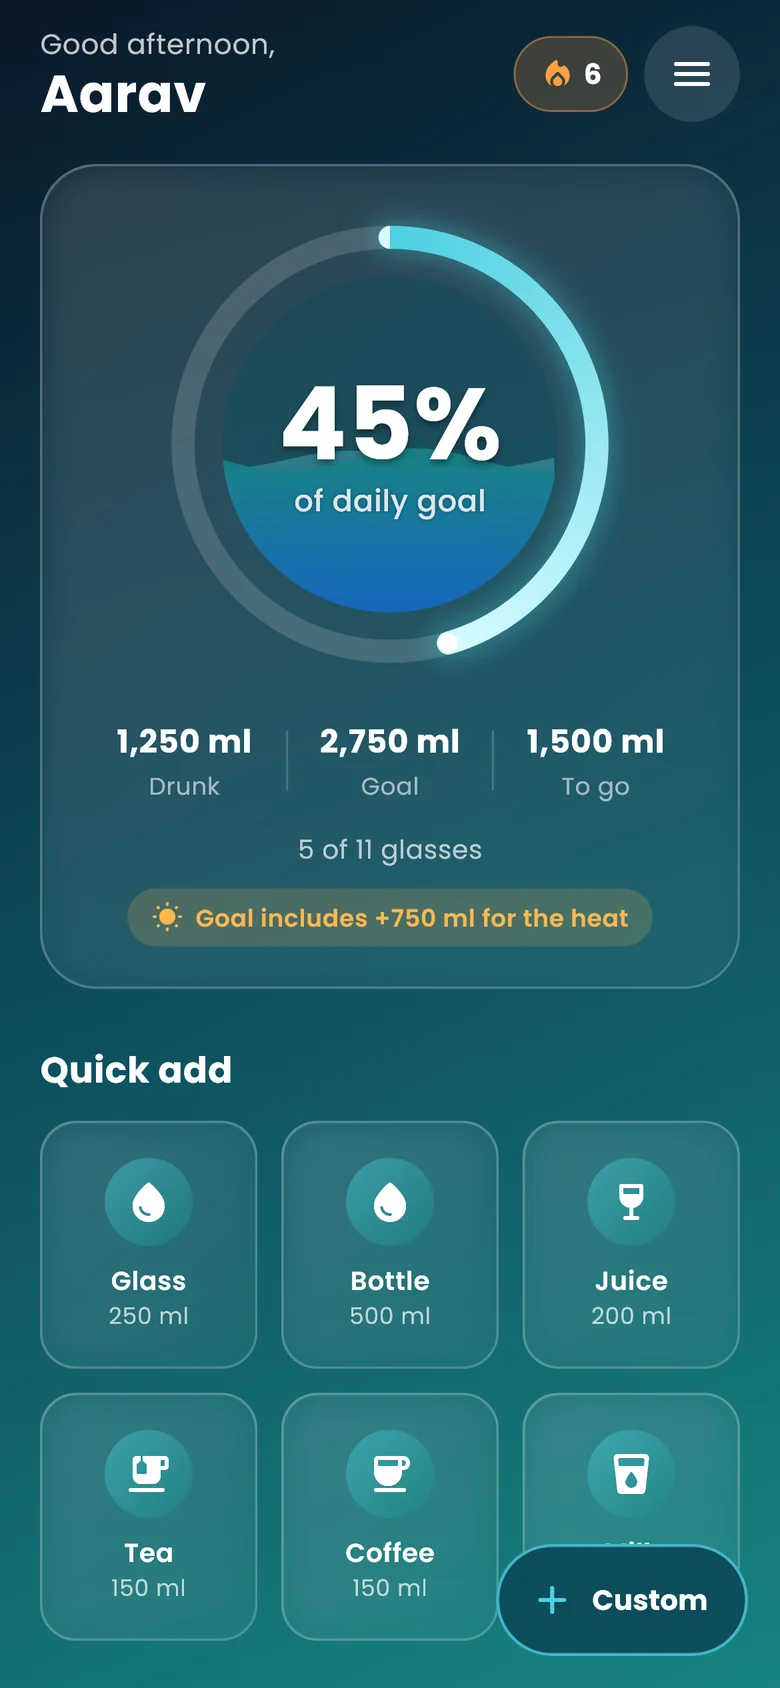 Good afternoon,
Aarav
6
45%
of daily goal
1,250 ml
Drunk
2,750 ml
Goal
1,500 ml
To go
5 of 11 glasses
Goal includes +750 ml for the heat
Quick add
Glass
250 ml
Bottle
500 ml
Juice
200 ml
Tea
150 ml
Coffee
150 ml
Custom